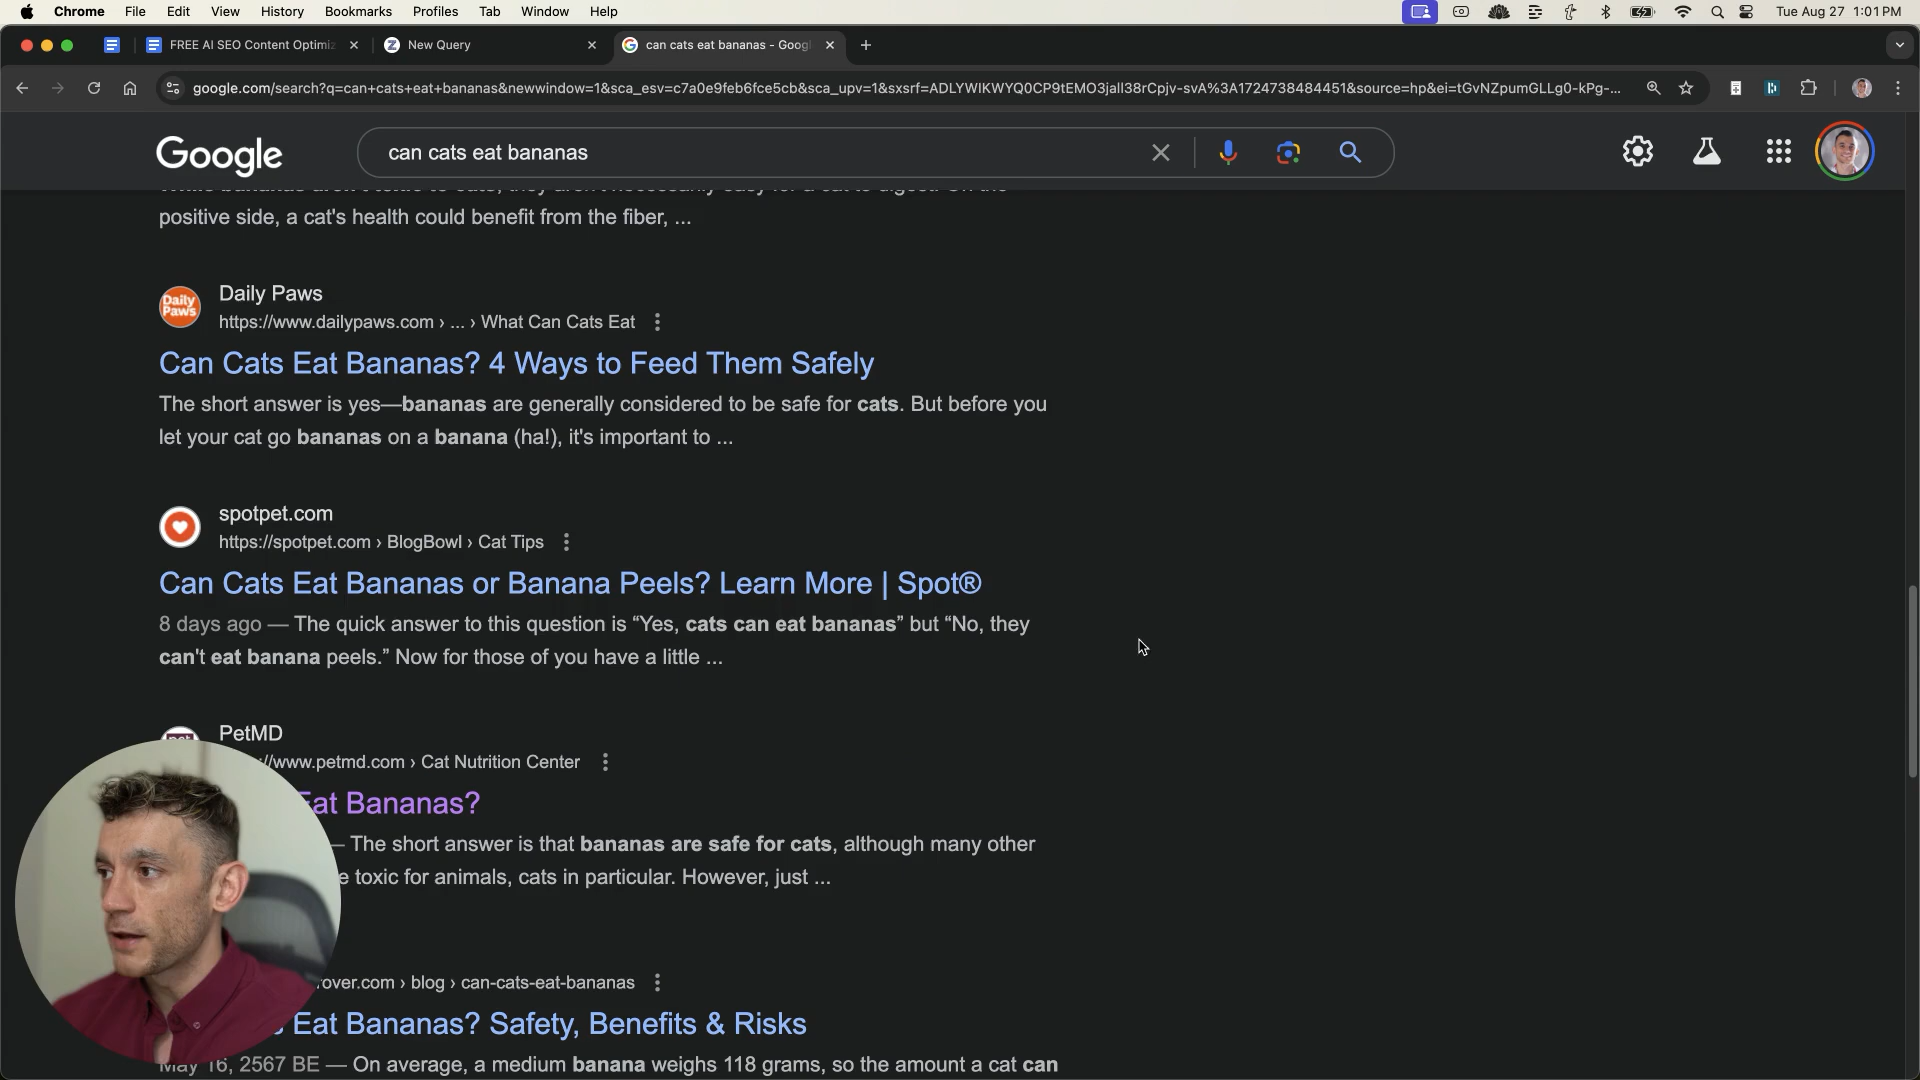 Chrome File Edit View History Bookmarks Profiles Tab Window Help Tue Aug 27 1:01 PM
FREE AI SEO Content Optimiz New Query can cats eat bananas - Googl
google.com/search?q=can+cats+eat+bananas&newwindow=1&sca_esv=c7a0e9feb6fce5cb&sca_upv=1&sxsrf=ADLYWIKWYQ0CP9tEMO3jall38rCpjv-svA%3A1724738484451&source=hp&ei=tGvNZpumGLLg0-kPg-...
Google can cats eat bananas
positive side, a cat's health could benefit from the fiber, ...
Daily Paws
Daily Paws
https://www.dailypaws.com › ... › What Can Cats Eat
Can Cats Eat Bananas? 4 Ways to Feed Them Safely
The short answer is yes—bananas are generally considered to be safe for cats. But before you
let your cat go bananas on a banana (ha!), it's important to ...
spotpet.com
https://spotpet.com › BlogBowl › Cat Tips
Can Cats Eat Bananas or Banana Peels? Learn More | Spot®
8 days ago — The quick answer to this question is “Yes, cats can eat bananas” but “No, they
can't eat banana peels.” Now for those of you have a little ...
PetMD
//www.petmd.com › Cat Nutrition Center
Eat Bananas?
— The short answer is that bananas are safe for cats, although many other
e toxic for animals, cats in particular. However, just ...
rover.com › blog › can-cats-eat-bananas
s Eat Bananas? Safety, Benefits & Risks
May 16, 2567 BE — On average, a medium banana weighs 118 grams, so the amount a cat can